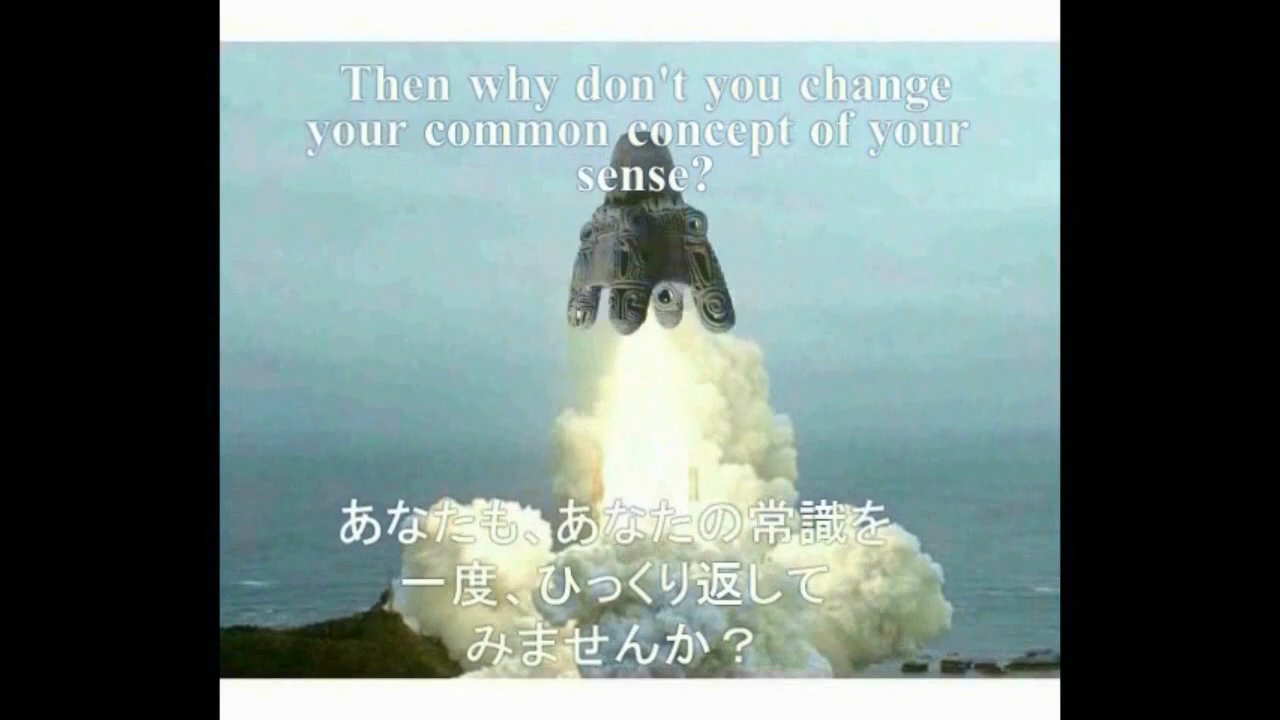 Then why don't you change
your common concept of your
sense?
あなたも、あなたの常識を
一度、ひっくり返して
みませんか？